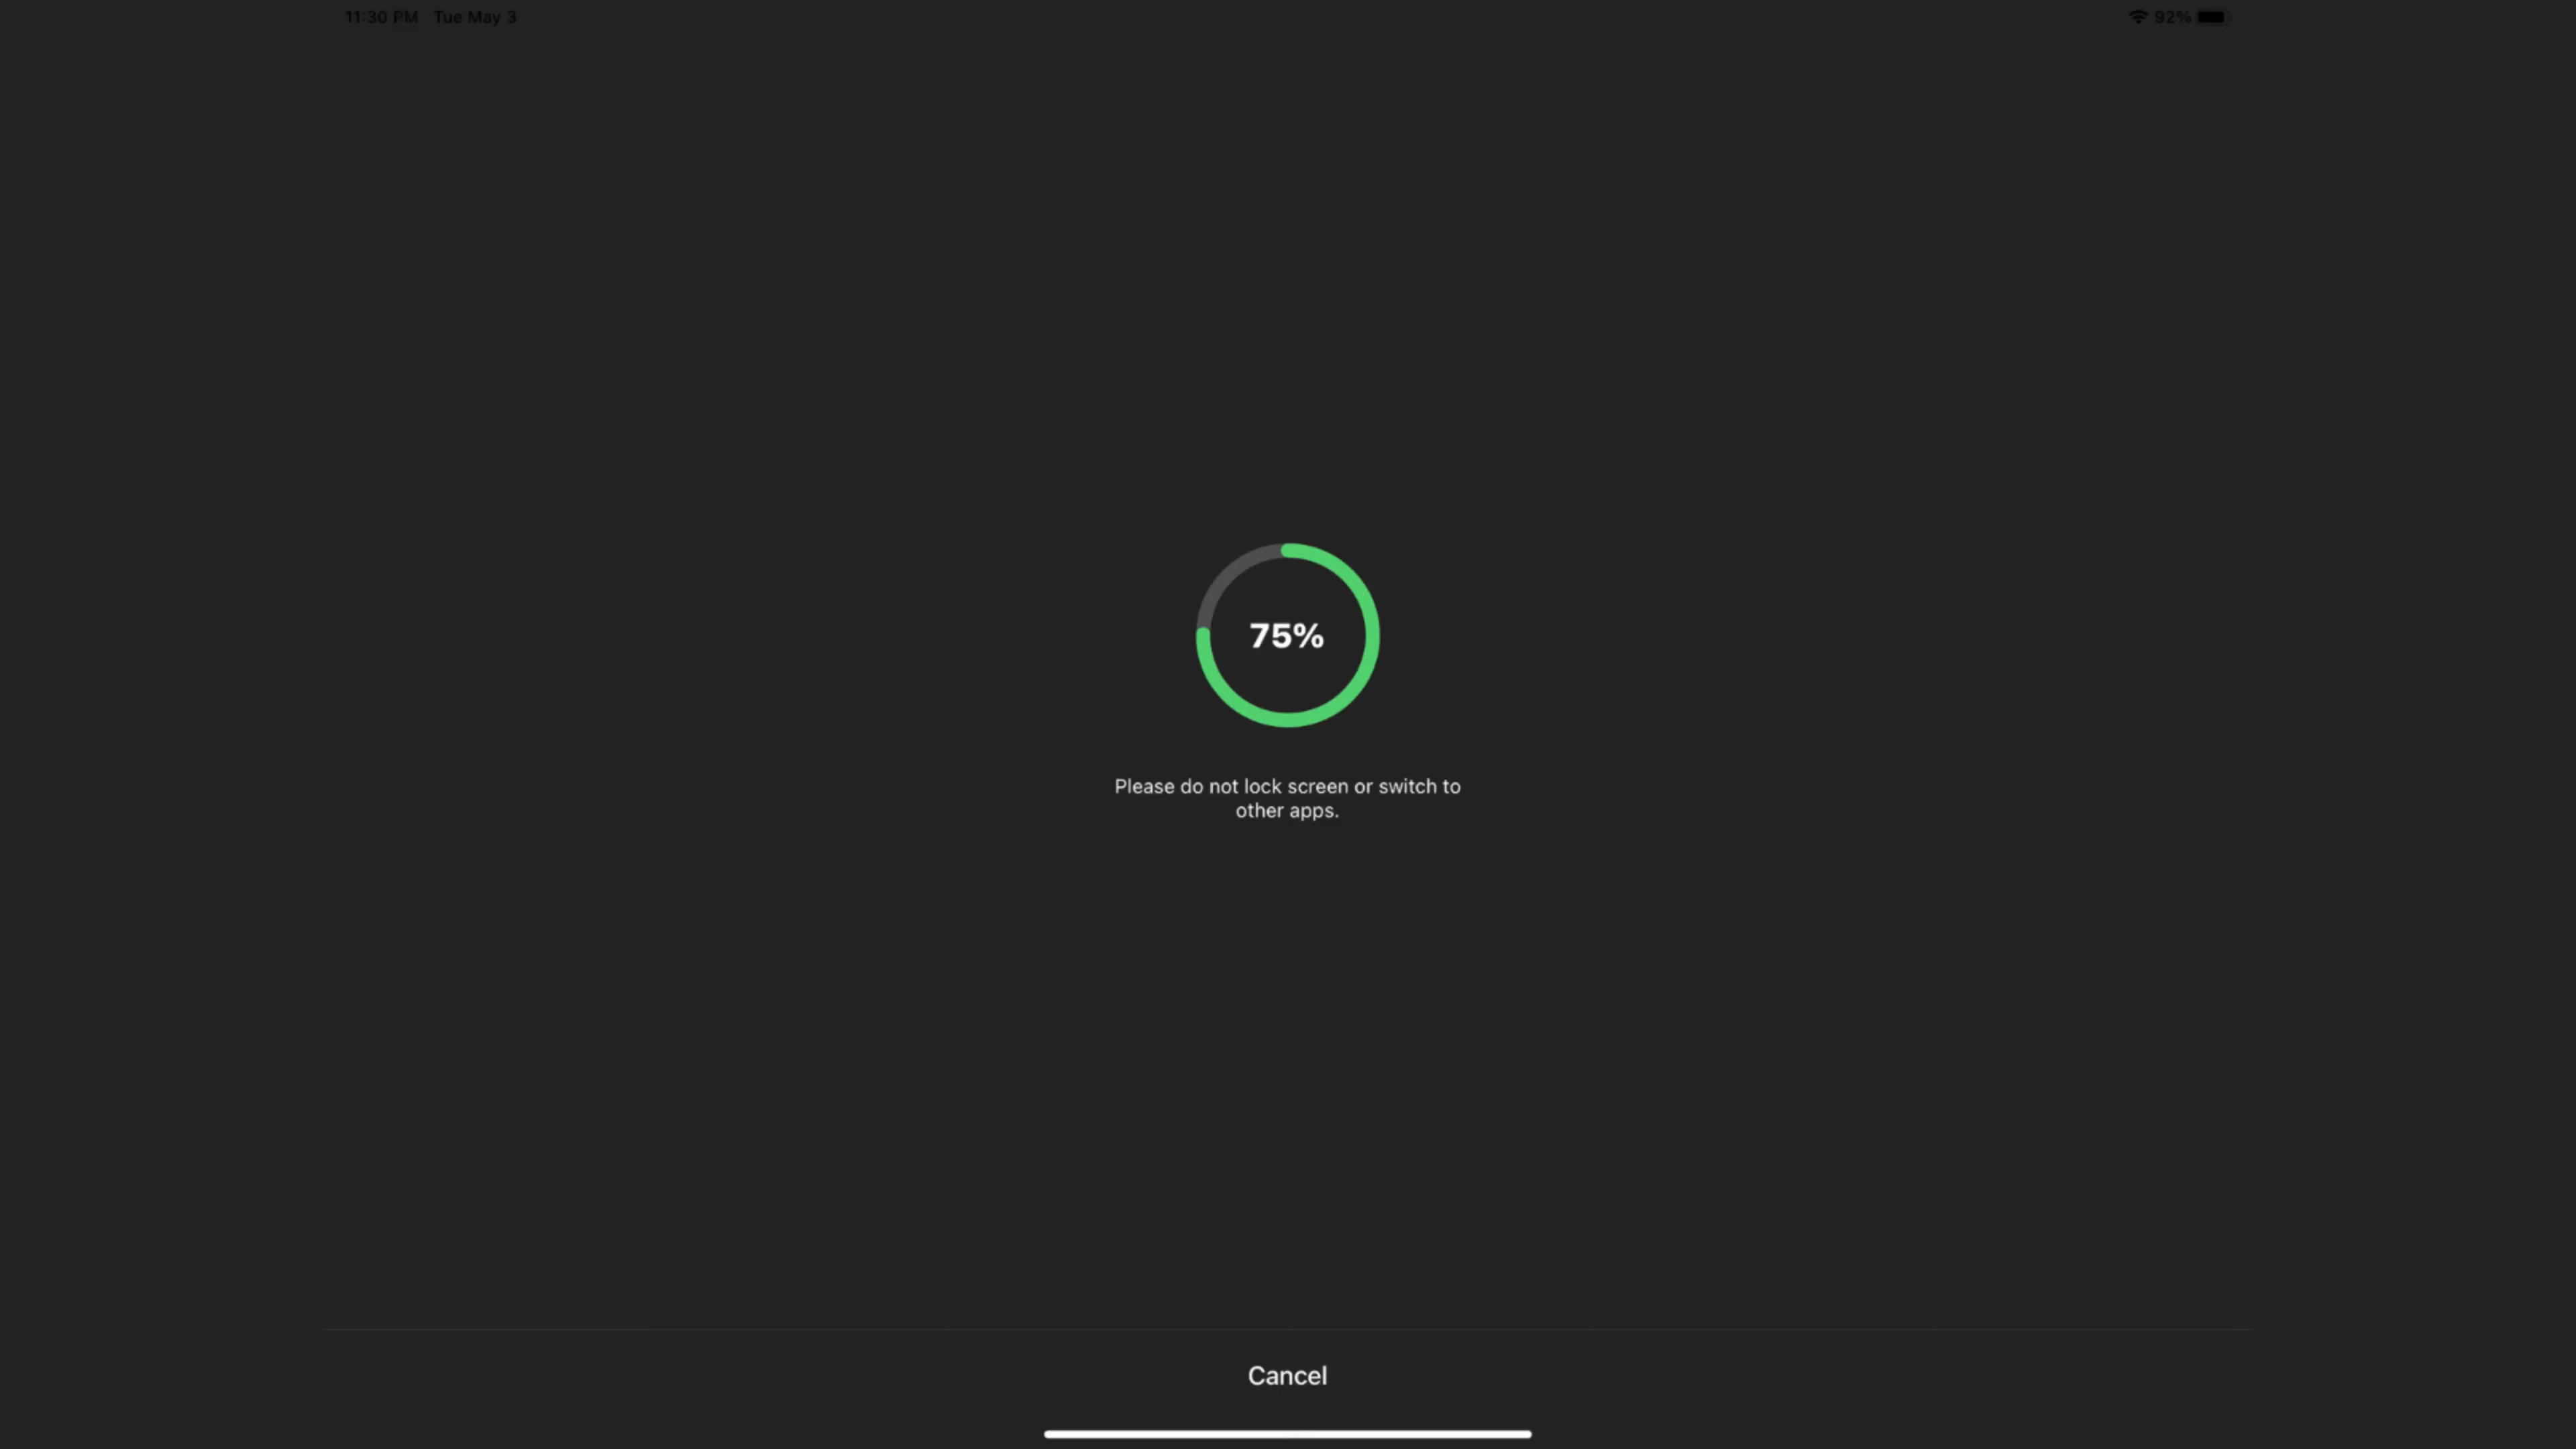 11:30 PM Tue May 3
92%
75%
Please do not lock screen or switch to
other apps.
Cancel